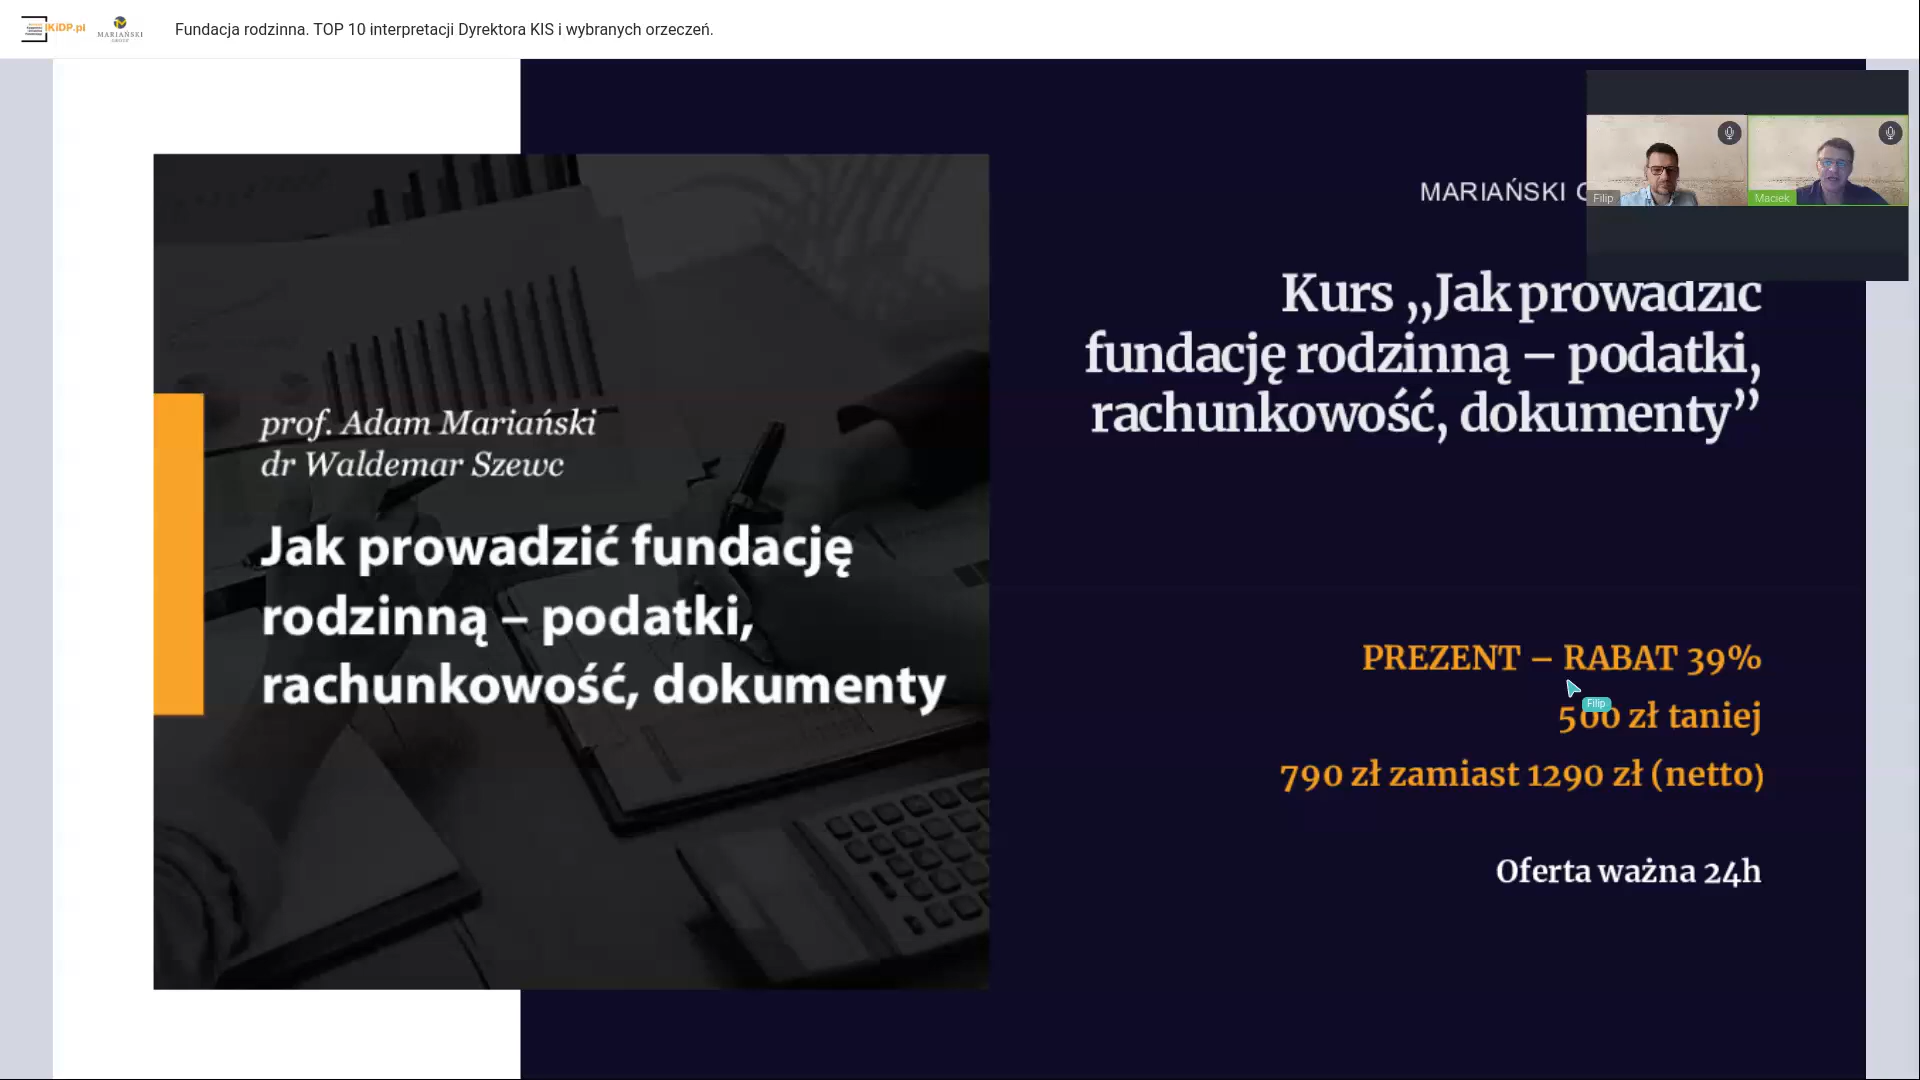 IKiDP.pl
MARIAŃSKI
Fundacja rodzinna. TOP 10 interpretacji Dyrektora KIS i wybranych orzeczeń.
MARIAŃSKI
Filip
Maciek
Kurs ,,Jak prowadzić
fundację rodzinną – podatki,
rachunkowość, dokumenty”
prof. Adam Mariański
dr Waldemar Szewc
Jak prowadzić fundację
rodzinną – podatki,
rachunkowość, dokumenty
PREZENT – RABAT 39%
Filip
500 zł taniej
790 zł zamiast 1290 zł (netto)
Oferta ważna 24h